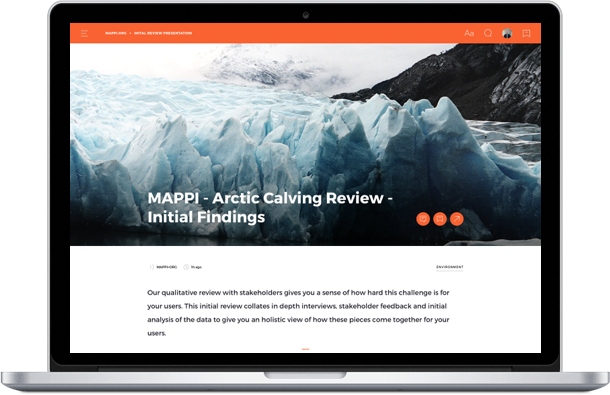 MAPPI-ORG • INITAL REVIEW PRESENTATION
Aa
MAPPI - Arctic Calving Review -
Initial Findings
MAPPI-ORG 1h ago
ENVIRONMENT
Our qualitative review with stakeholders gives you a sense of how hard this challenge is for
your users. This initial review collates in depth interviews, stakeholder feedback and initial
analysis of the data to give you an holistic view of how these pieces come together for your
users.